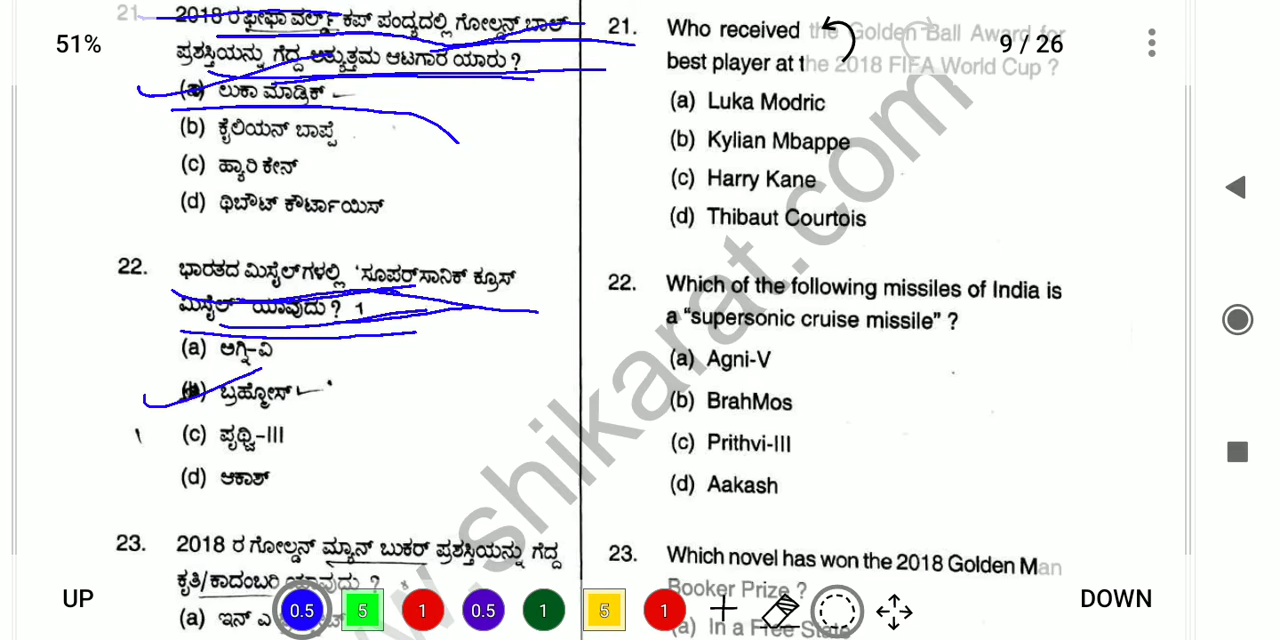 51%
9 / 26
21. 2018 ರ ಫೀಫಾ ವರ್ಲ್ಡ್ ಕಪ್ ಪಂದ್ಯದಲ್ಲಿ ಗೋಲ್ಡನ್ ಬಾಲ್
ಪ್ರಶಸ್ತಿಯನ್ನು ಗೆದ್ದ ಅತ್ಯುತ್ತಮ ಆಟಗಾರ ಯಾರು ?
(a) ಲುಕಾ ಮಾಡ್ರಿಕ್
(b) ಕೈಲಿಯನ್ ಬಾಪ್ಪೆ
(c) ಹ್ಯಾರಿ ಕೇನ್
(d) ಥಿಬೌಟ್ ಕೌರ್ಟಾಯಿಸ್
22. ಭಾರತದ ಮಿಸೈಲ್‌ಗಳಲ್ಲಿ 'ಸೂಪರ್‌ಸಾನಿಕ್ ಕ್ರೂಸ್
ಮಿಸೈಲ್' ಯಾವುದು ? 1
(a) ಅಗ್ನಿ-ವಿ
(b) ಬ್ರಹ್ಮೋಸ್
(c) ಪೃಥ್ವಿ-III
(d) ಆಕಾಶ್
23. 2018 ರ ಗೋಲ್ಡನ್ ಮ್ಯಾನ್ ಬುಕರ್ ಪ್ರಶಸ್ತಿಯನ್ನು ಗೆದ್ದ
ಕೃತಿ/ಕಾದಂಬರಿ ಯಾವುದು ?
(a) ಇನ್ ಎ
21. Who received the Golden Ball Award for
best player at the 2018 FIFA World Cup ?
(a) Luka Modric
(b) Kylian Mbappe
(c) Harry Kane
(d) Thibaut Courtois
22. Which of the following missiles of India is
a "supersonic cruise missile" ?
(a) Agni-V
(b) BrahMos
(c) Prithvi-III
(d) Aakash
23. Which novel has won the 2018 Golden Man
Booker Prize ?
(a) In a Free State
www.shikarat.com
UP
0.5 5 1 0.5 1 5 1
DOWN